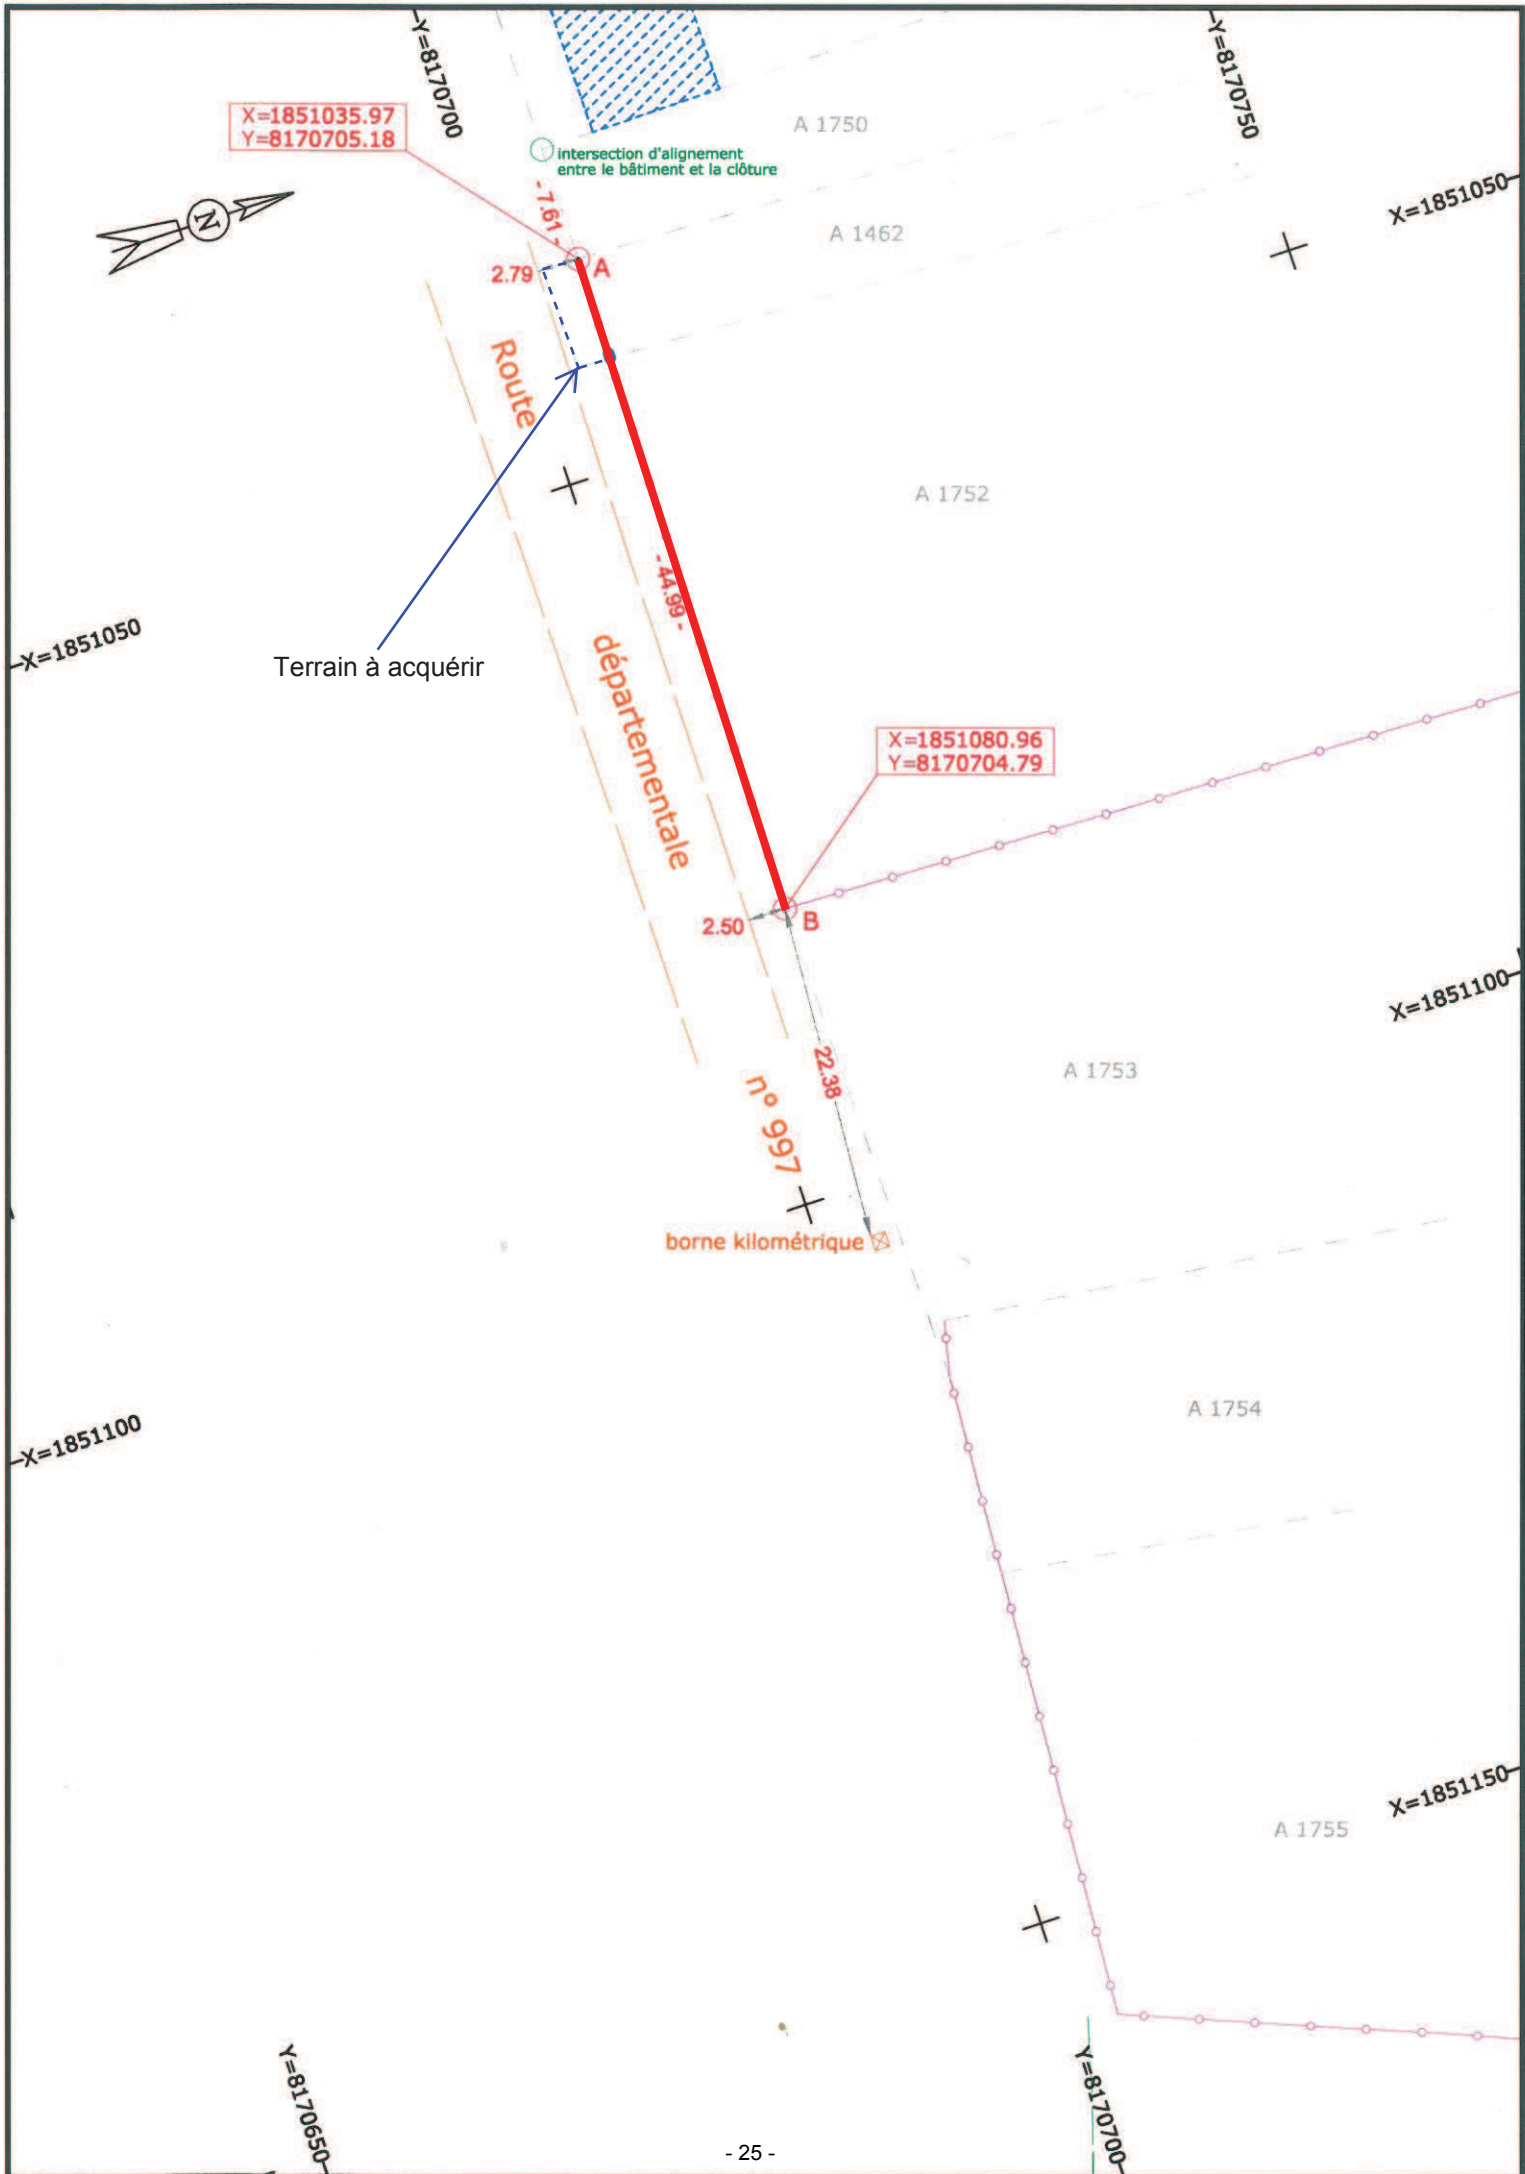 Y=8170700
Y=8170750
X=1851035.97
Y=8170705.18
A 1750
intersection d'alignement
entre le bâtiment et la clôture
X=1851050
- 7.61 -
N
A 1462
2.79
A
Route
A 1752
- 44.99 -
X=1851050
départementale
Terrain à acquérir
X=1851080.96
Y=8170704.79
2.50
B
X=1851100
22.38
A 1753
nº 997
borne kilométrique
A 1754
X=1851100
X=1851150
A 1755
Y=8170650
Y=8170700
- 25 -